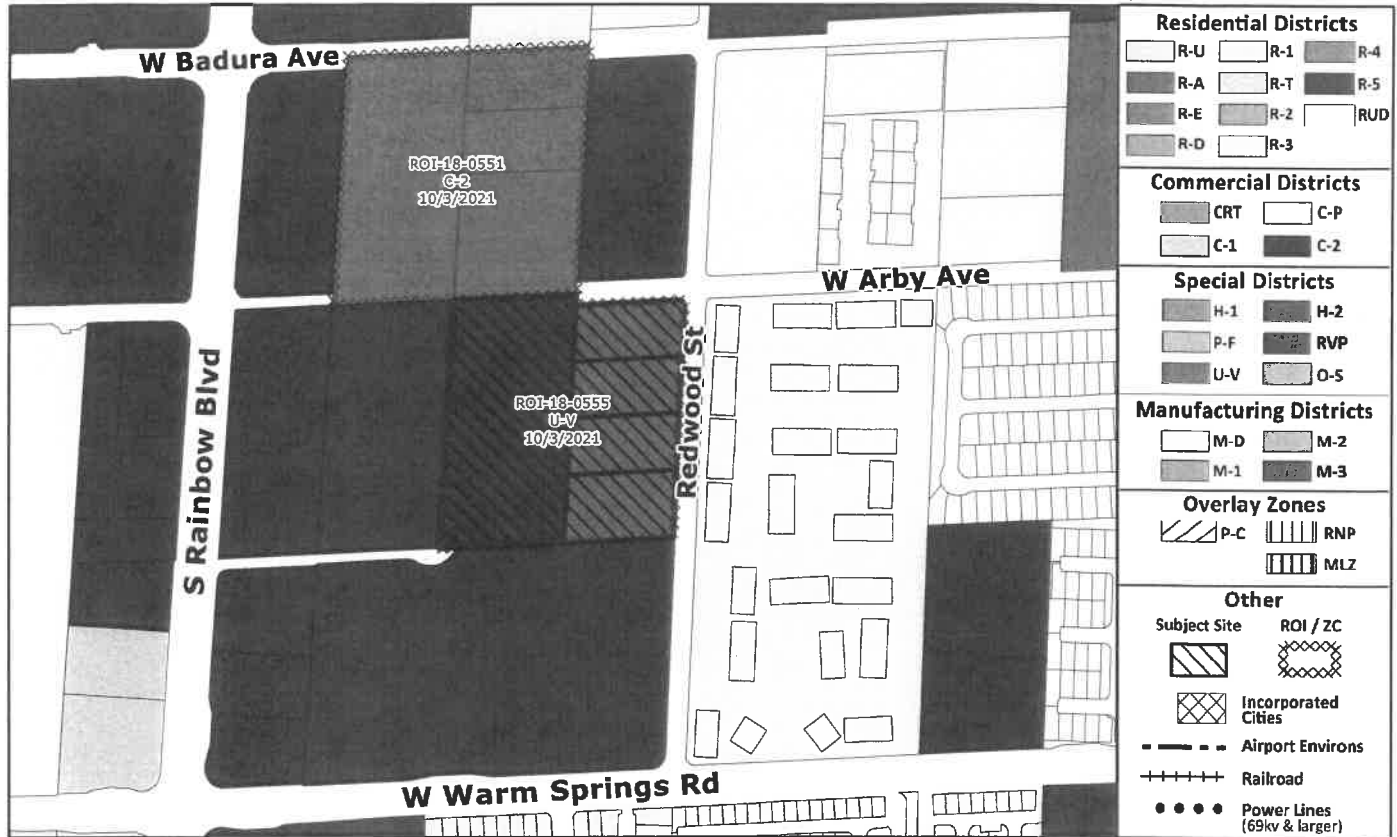 W Badura Ave
ROI-18-0551
C-2
10/3/2021
W Arby Ave
ROI-18-0555
U-V
10/3/2021
Redwood St
S Rainbow Blvd
W Warm Springs Rd
Residential Districts
R-U R-1 R-4
R-A R-T R-5
R-E R-2 RUD
R-D R-3
Commercial Districts
CRT C-P
C-1 C-2
Special Districts
H-1 H-2
P-F RVP
U-V O-S
Manufacturing Districts
M-D M-2
M-1 M-3
Overlay Zones
P-C RNP
MLZ
Other
Subject Site ROI / ZC
Incorporated
Cities
Airport Environs
Railroad
Power Lines
(69kv & larger)